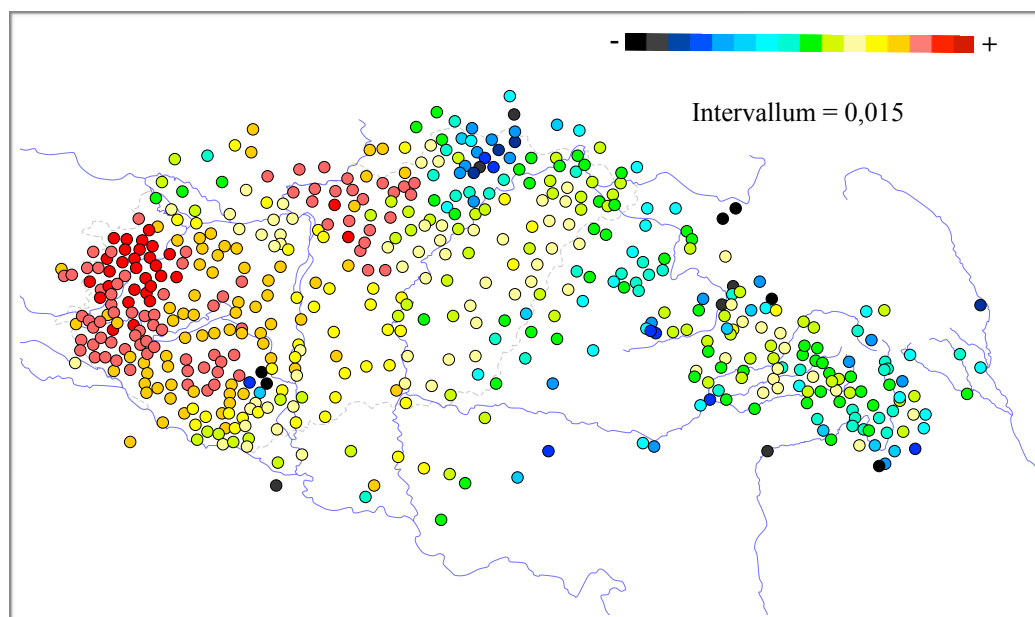 - +
Intervallum = 0,015